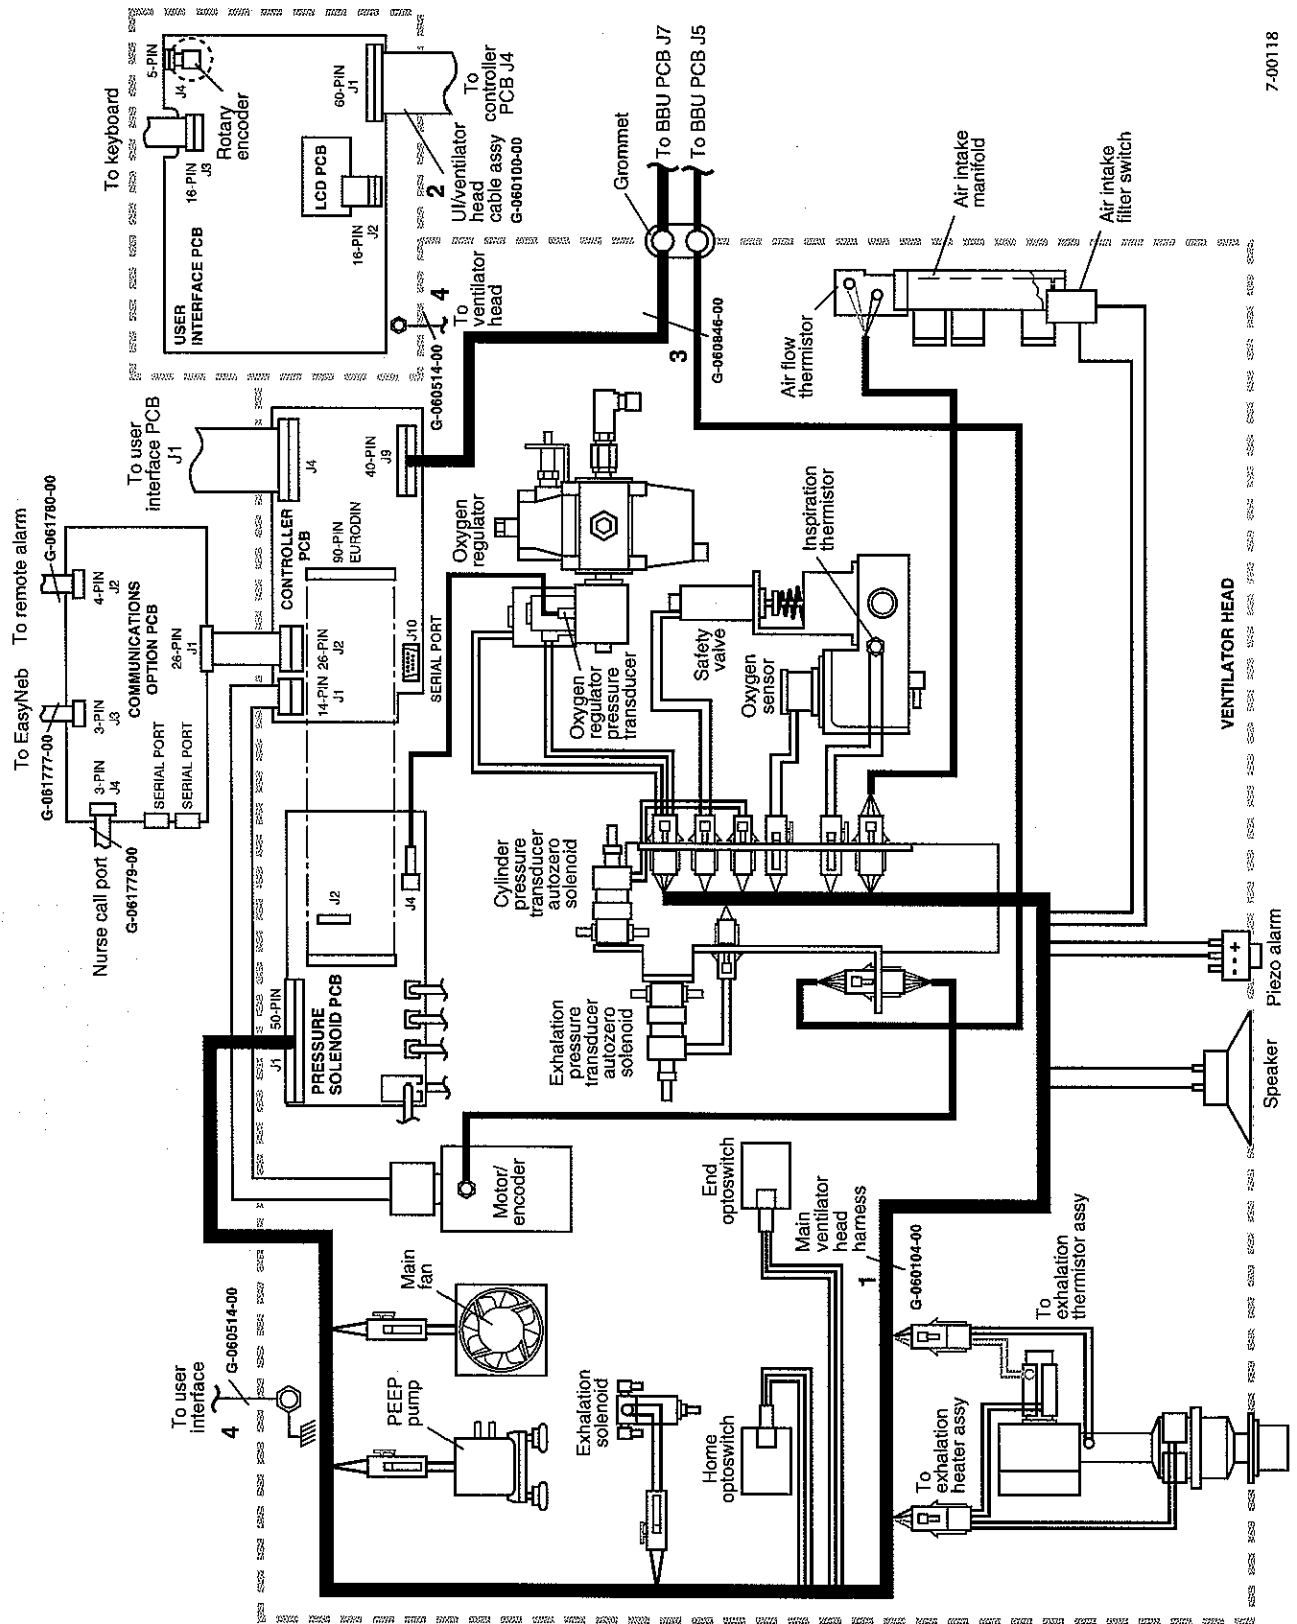 To user
interface
4
G-060514-00
PEEP
pump
Main
fan
Exhalation
solenoid
Home
optoswitch
End
optoswitch
To
exhalation
heater assy
To
exhalation
thermistor assy
Main
ventilator
head
harness
1
G-060104-00
Motor/
encoder
Nurse call port
G-061779-00
3-PIN
J4
To EasyNeb
G-061777-00
3-PIN
J3
To remote alarm
G-061780-00
4-PIN
J2
COMMUNICATIONS
OPTION PCB
26-PIN
J1
SERIAL PORT
SERIAL PORT
J1
50-PIN
PRESSURE
SOLENOID PCB
J2
J4
CONTROLLER
PCB
14-PIN
J1
26-PIN
J2
90-PIN
EURODIN
J10
SERIAL PORT
To user
interface PCB
J1
J4
40-PIN
J9
Exhalation
pressure
transducer
autozero
solenoid
Cylinder
pressure
transducer
autozero
solenoid
Oxygen
regulator
Oxygen
regulator
pressure
transducer
Safety
valve
Oxygen
sensor
Inspiration
thermistor
Speaker
Piezo alarm
- - +
VENTILATOR HEAD
To keyboard
USER
INTERFACE PCB
16-PIN
J3
5-PIN
J4
Rotary
encoder
LCD PCB
16-PIN
J2
60-PIN
J1
G-060514-00
4
To
ventilator
head
2
UI/ventilator
head
cable assy
G-060100-00
To
controller
PCB J4
Grommet
To BBU PCB J7
To BBU PCB J5
3
G-060846-00
Air flow
thermistor
Air intake
manifold
Air intake
filter switch
7-00118